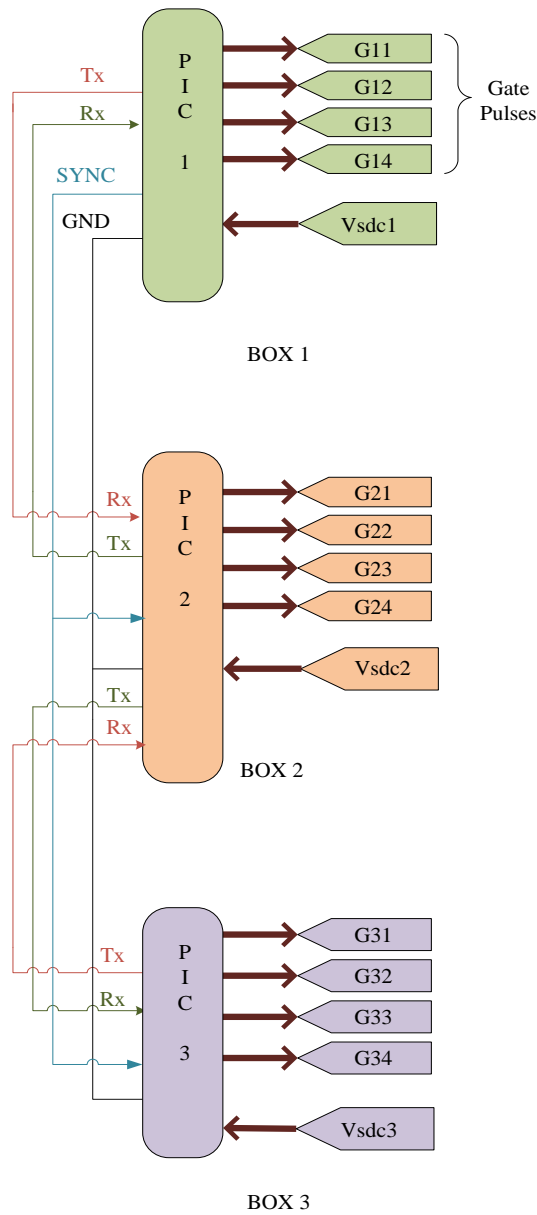 Tx
Rx
SYNC
GND
P
I
C
1
G11
G12
G13
G14
Gate
Pulses
Vsdc1
BOX 1
Rx
Tx
Tx
Rx
P
I
C
2
G21
G22
G23
G24
Vsdc2
BOX 2
Tx
Rx
P
I
C
3
G31
G32
G33
G34
Vsdc3
BOX 3